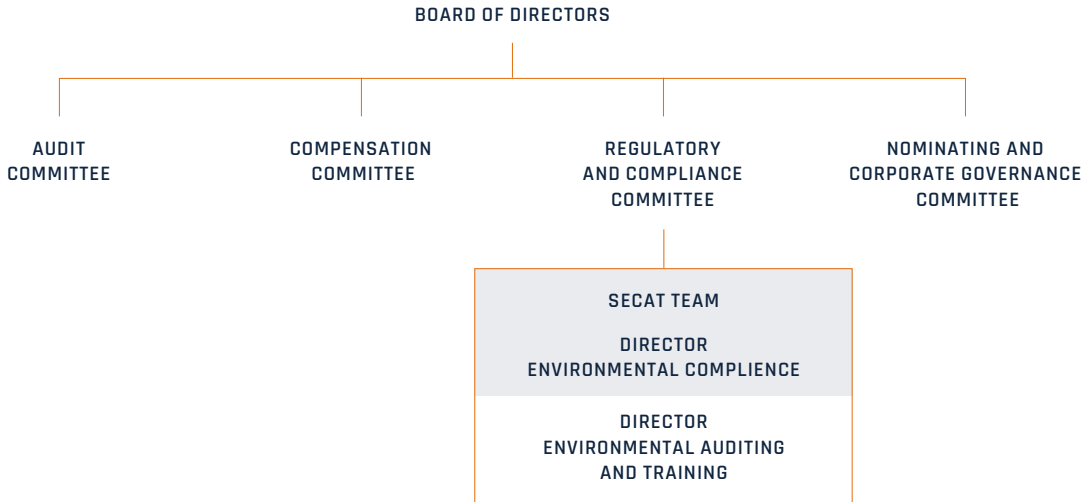 BOARD OF DIRECTORS
AUDIT
COMMITTEE
COMPENSATION
COMMITTEE
REGULATORY
AND COMPLIANCE
COMMITTEE
NOMINATING AND
CORPORATE GOVERNANCE
COMMITTEE
SECAT TEAM
DIRECTOR
ENVIRONMENTAL COMPLIENCE
DIRECTOR
ENVIRONMENTAL AUDITING
AND TRAINING